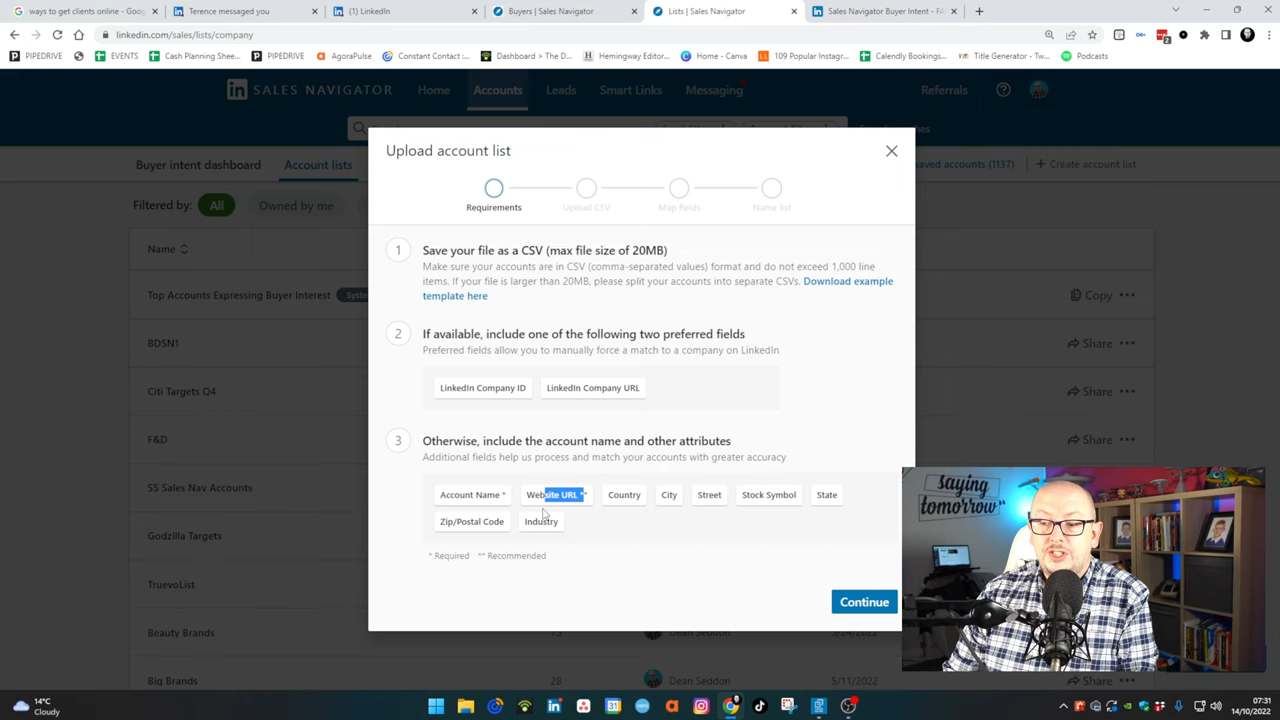 ways to get clients online - Goog
Terence messaged you
(1) LinkedIn
Buyers | Sales Navigator
Lists | Sales Navigator
Sales Navigator Buyer Intent - FA
linkedin.com/sales/lists/company
PIPEDRIVE
EVENTS
Cash Planning Shee...
PIPEDRIVE
AgoraPulse
Constant Contact :...
Dashboard > The D...
Hemingway Editor...
Home - Canva
109 Popular Instagr...
Calendly Bookings...
Title Generator - Tw...
Podcasts
in SALES NAVIGATOR
Home
Accounts
Leads
Smart Links
Messaging
Referrals
Upload account list
Buyer intent dashboard
Account lists
saved accounts (1137)
+ Create account list
Requirements
Upload CSV
Map fields
Name list
Filtered by:
All
Owned by me
Name
1
Save your file as a CSV (max file size of 20MB)
Make sure your accounts are in CSV (comma-separated values) format and do not exceed 1,000 line
items. If your file is larger than 20MB, please split your accounts into separate CSVs. Download example
template here
Top Accounts Expressing Buyer Interest
Copy
2
If available, include one of the following two preferred fields
Preferred fields allow you to manually force a match to a company on LinkedIn
BDSN1
Share
LinkedIn Company ID
LinkedIn Company URL
Citi Targets Q4
Share
3
Otherwise, include the account name and other attributes
Additional fields help us process and match your accounts with greater accuracy
F&D
Share
SS Sales Nav Accounts
Account Name *
Website URL **
Country
City
Street
Stock Symbol
State
Zip/Postal Code
Industry
Godzilla Targets
* Required
** Recommended
TruevoList
Continue
Beauty Brands
Dean Seddon
5/24/2022
Share
Big Brands
28
Dean Seddon
5/11/2022
Share
saying
tomorrow"
14°C
Cloudy
07:31
14/10/2022